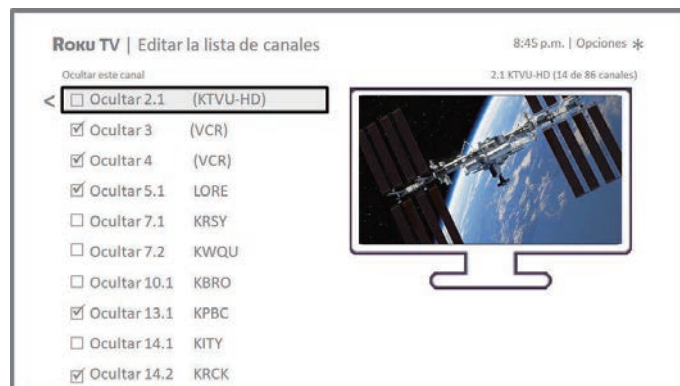 Roku TV | Editar la lista de canales
8:45 p.m. | Opciones *
Ocultar este canal
2.1 KTVU-HD (14 de 86 canales)
< Ocultar 2.1 (KTVU-HD)
Ocultar 3 (VCR)
Ocultar 4 (VCR)
Ocultar 5.1 LORE
Ocultar 7.1 KRSY
Ocultar 7.2 KWQU
Ocultar 10.1 KBRO
Ocultar 13.1 KPBC
Ocultar 14.1 KITY
Ocultar 14.2 KRCK